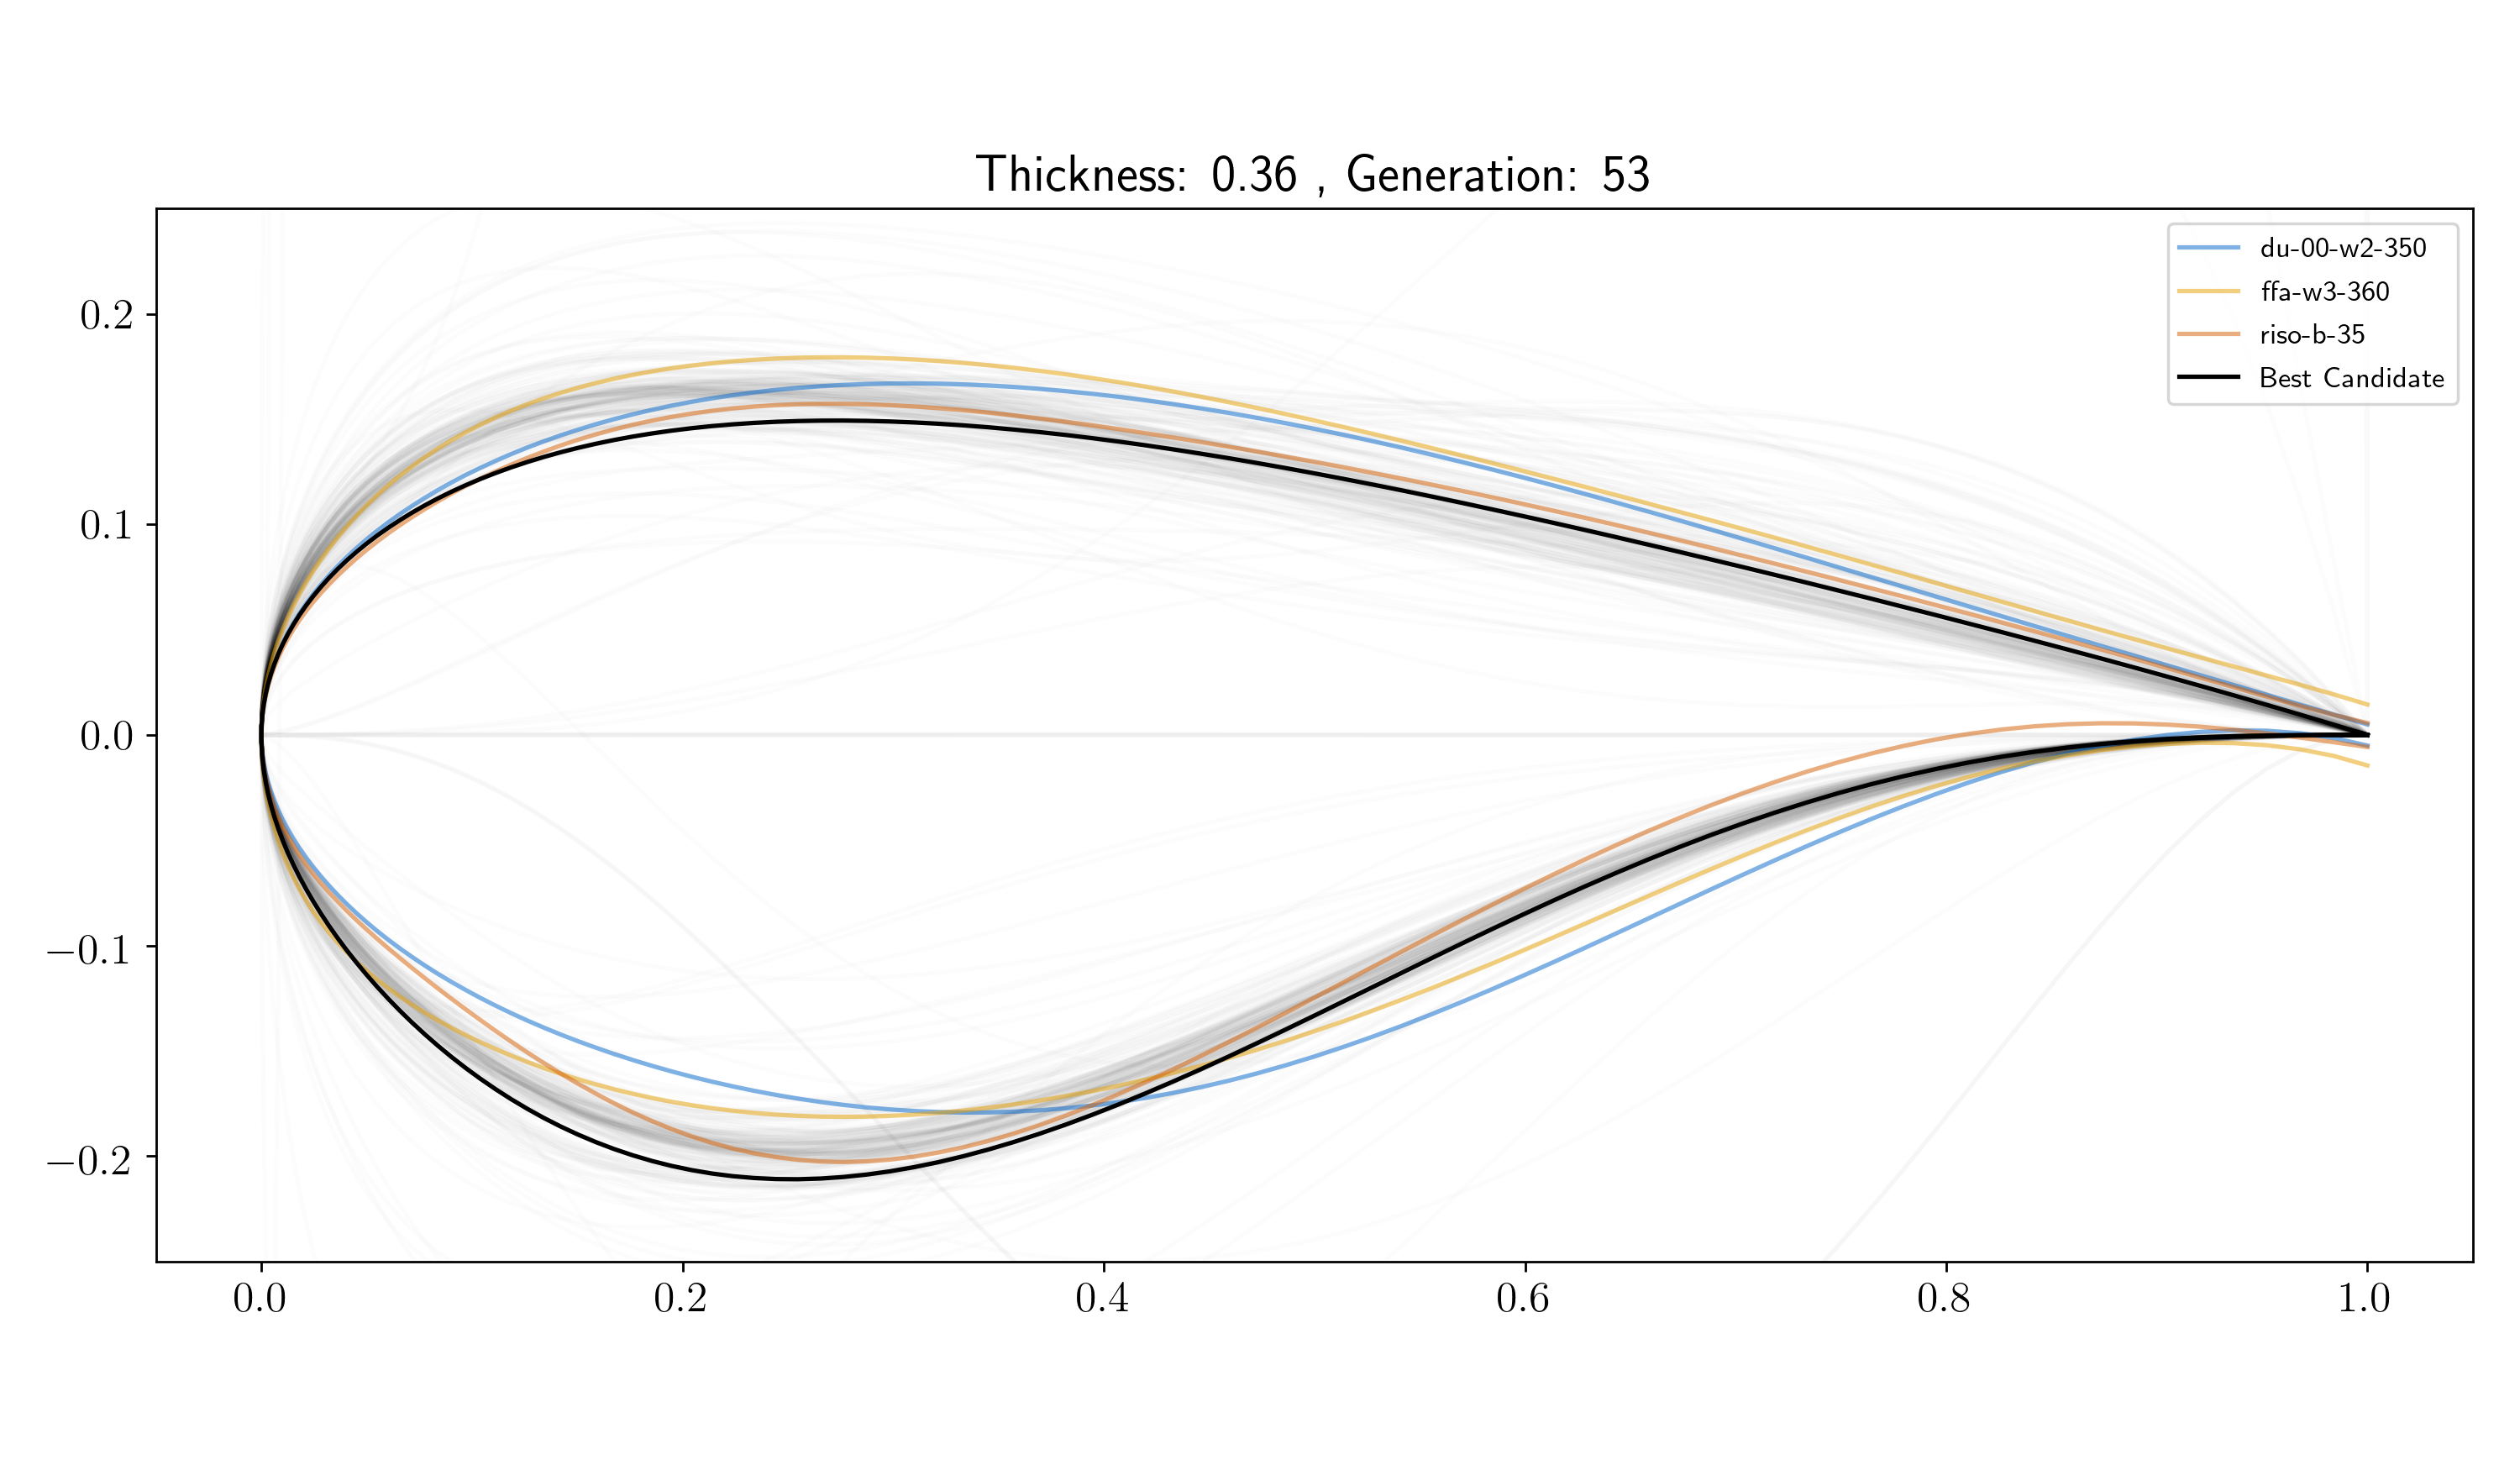 Thickness: 0.36 , Generation: 53
du-00-w2-350
ffa-w3-360
riso-b-35
Best Candidate
0.2
0.1
0.0
−0.1
−0.2
0.0 0.2 0.4 0.6 0.8 1.0